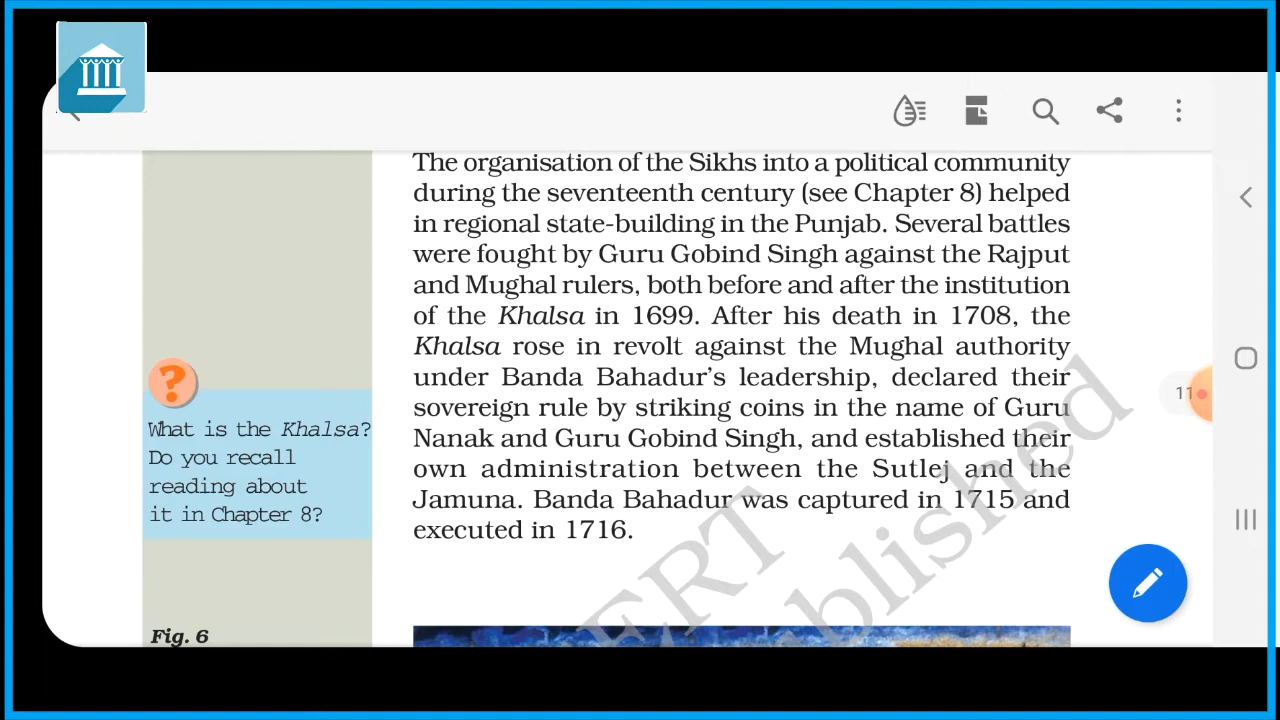 The organisation of the Sikhs into a political community
during the seventeenth century (see Chapter 8) helped
in regional state-building in the Punjab. Several battles
were fought by Guru Gobind Singh against the Rajput
and Mughal rulers, both before and after the institution
of the Khalsa in 1699. After his death in 1708, the
Khalsa rose in revolt against the Mughal authority
under Banda Bahadur's leadership, declared their
sovereign rule by striking coins in the name of Guru
Nanak and Guru Gobind Singh, and established their
own administration between the Sutlej and the
Jamuna. Banda Bahadur was captured in 1715 and
executed in 1716.
?
What is the Khalsa?
Do you recall
reading about
it in Chapter 8?
Fig. 6
11
ERT
blished